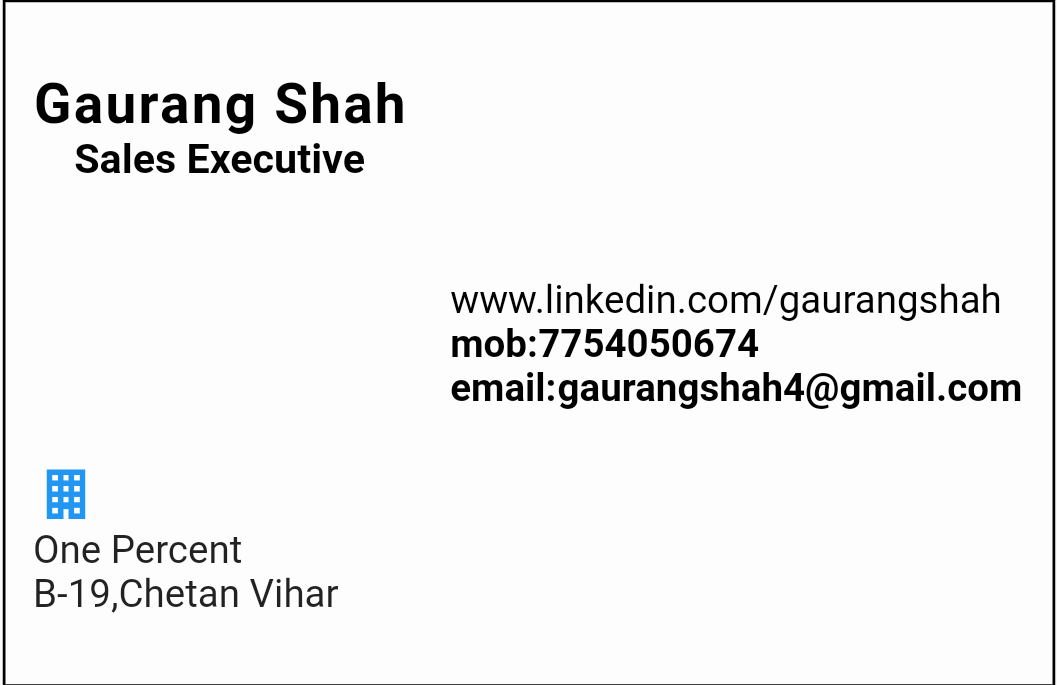 Gaurang Shah
Sales Executive
www.linkedin.com/gaurangshah
mob:7754050674
email:gaurangshah4@gmail.com
One Percent
B-19,Chetan Vihar